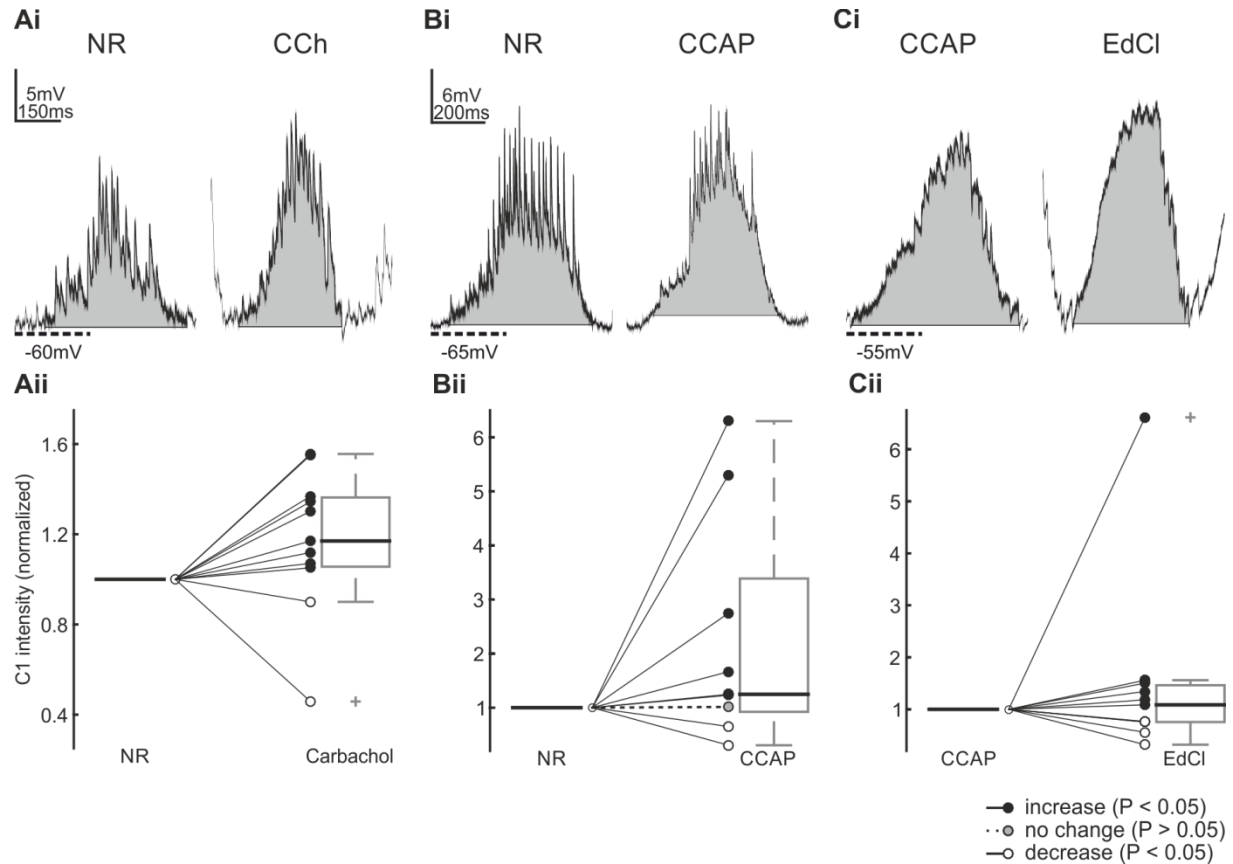 Ai
Bi
Ci
NR
CCh
NR
CCAP
CCAP
EdCl
5mV
150ms
6mV
200ms
-60mV
-65mV
-55mV
Aii
Bii
Cii
C1 intensity (normalized)
1.6
1.2
0.8
0.4
NR
Carbachol
6
5
4
3
2
1
NR
CCAP
6
5
4
3
2
1
CCAP
EdCl
increase (P < 0.05)
no change (P > 0.05)
decrease (P < 0.05)